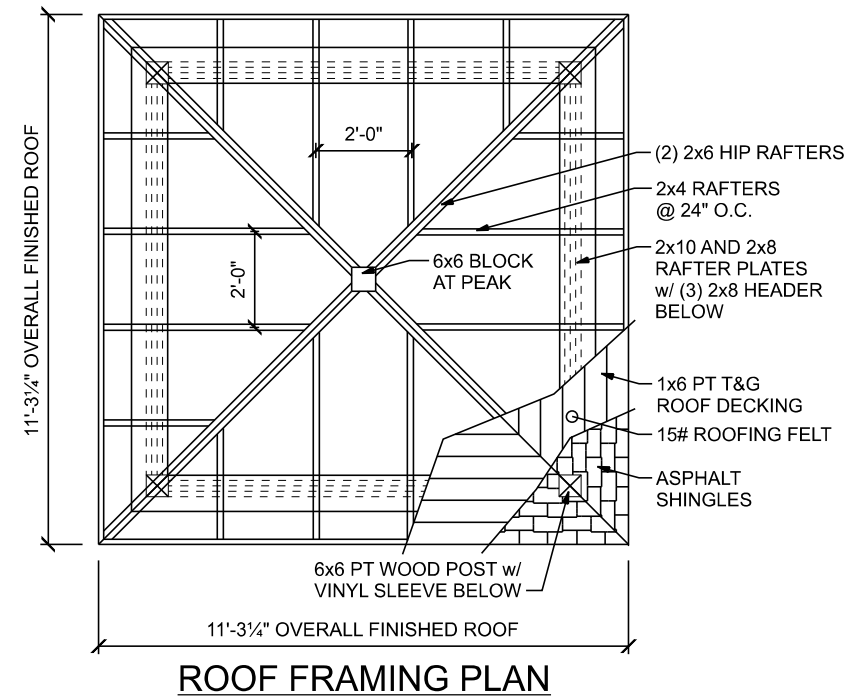 11'-3¼" OVERALL FINISHED ROOF
2'-0"
2'-0"
(2) 2x6 HIP RAFTERS
2x4 RAFTERS
@ 24" O.C.
6x6 BLOCK
AT PEAK
2x10 AND 2x8
RAFTER PLATES
w/ (3) 2x8 HEADER
BELOW
1x6 PT T&G
ROOF DECKING
15# ROOFING FELT
ASPHALT
SHINGLES
6x6 PT WOOD POST w/
VINYL SLEEVE BELOW
11'-3¼" OVERALL FINISHED ROOF
ROOF FRAMING PLAN